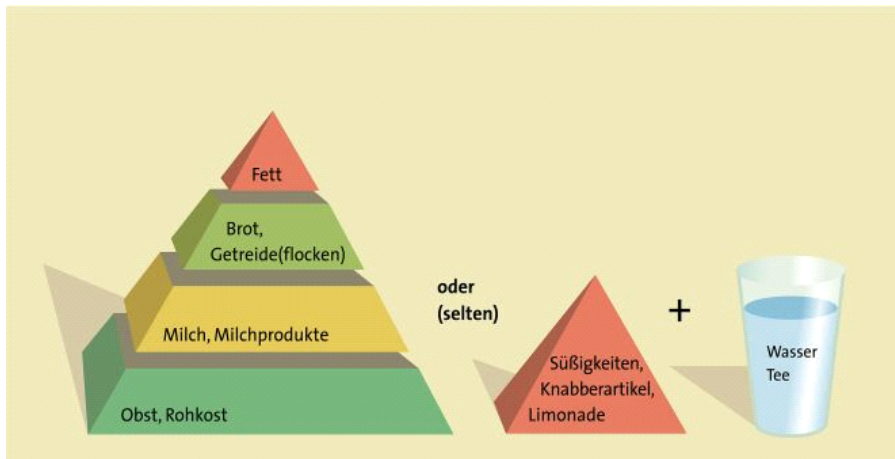 Fett
Brot,
Getreide(flocken)
Milch, Milchprodukte
Obst, Rohkost
oder
(selten)
Süßigkeiten,
Knabberartikel,
Limonade
+
Wasser
Tee